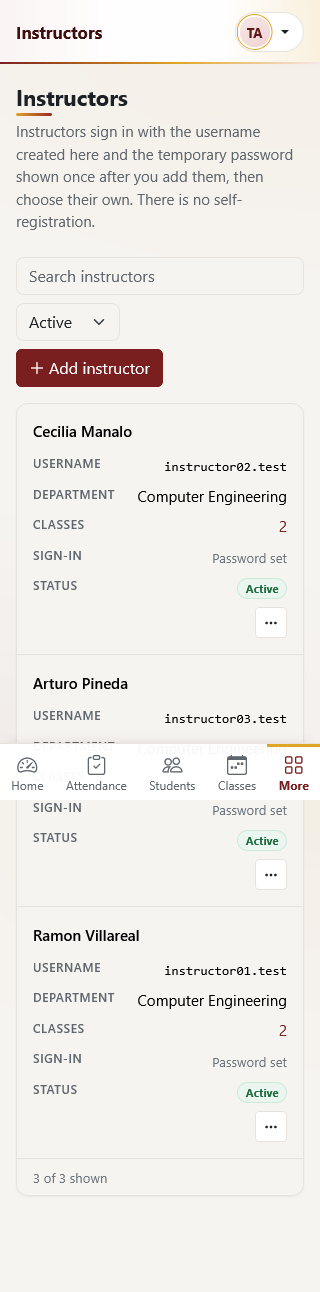 Instructors
TA
Instructors
Instructors sign in with the username
created here and the temporary password
shown once after you add them, then
choose their own. There is no self-
registration.
Search instructors
Active
+ Add instructor
Cecilia Manalo
USERNAME instructor02.test
DEPARTMENT Computer Engineering
CLASSES 2
SIGN-IN Password set
STATUS Active
...
Arturo Pineda
USERNAME instructor03.test
DEPARTMENT Computer Engineering
Home Attendance Students Classes More
SIGN-IN Password set
STATUS Active
...
Ramon Villareal
USERNAME instructor01.test
DEPARTMENT Computer Engineering
CLASSES 2
SIGN-IN Password set
STATUS Active
...
3 of 3 shown